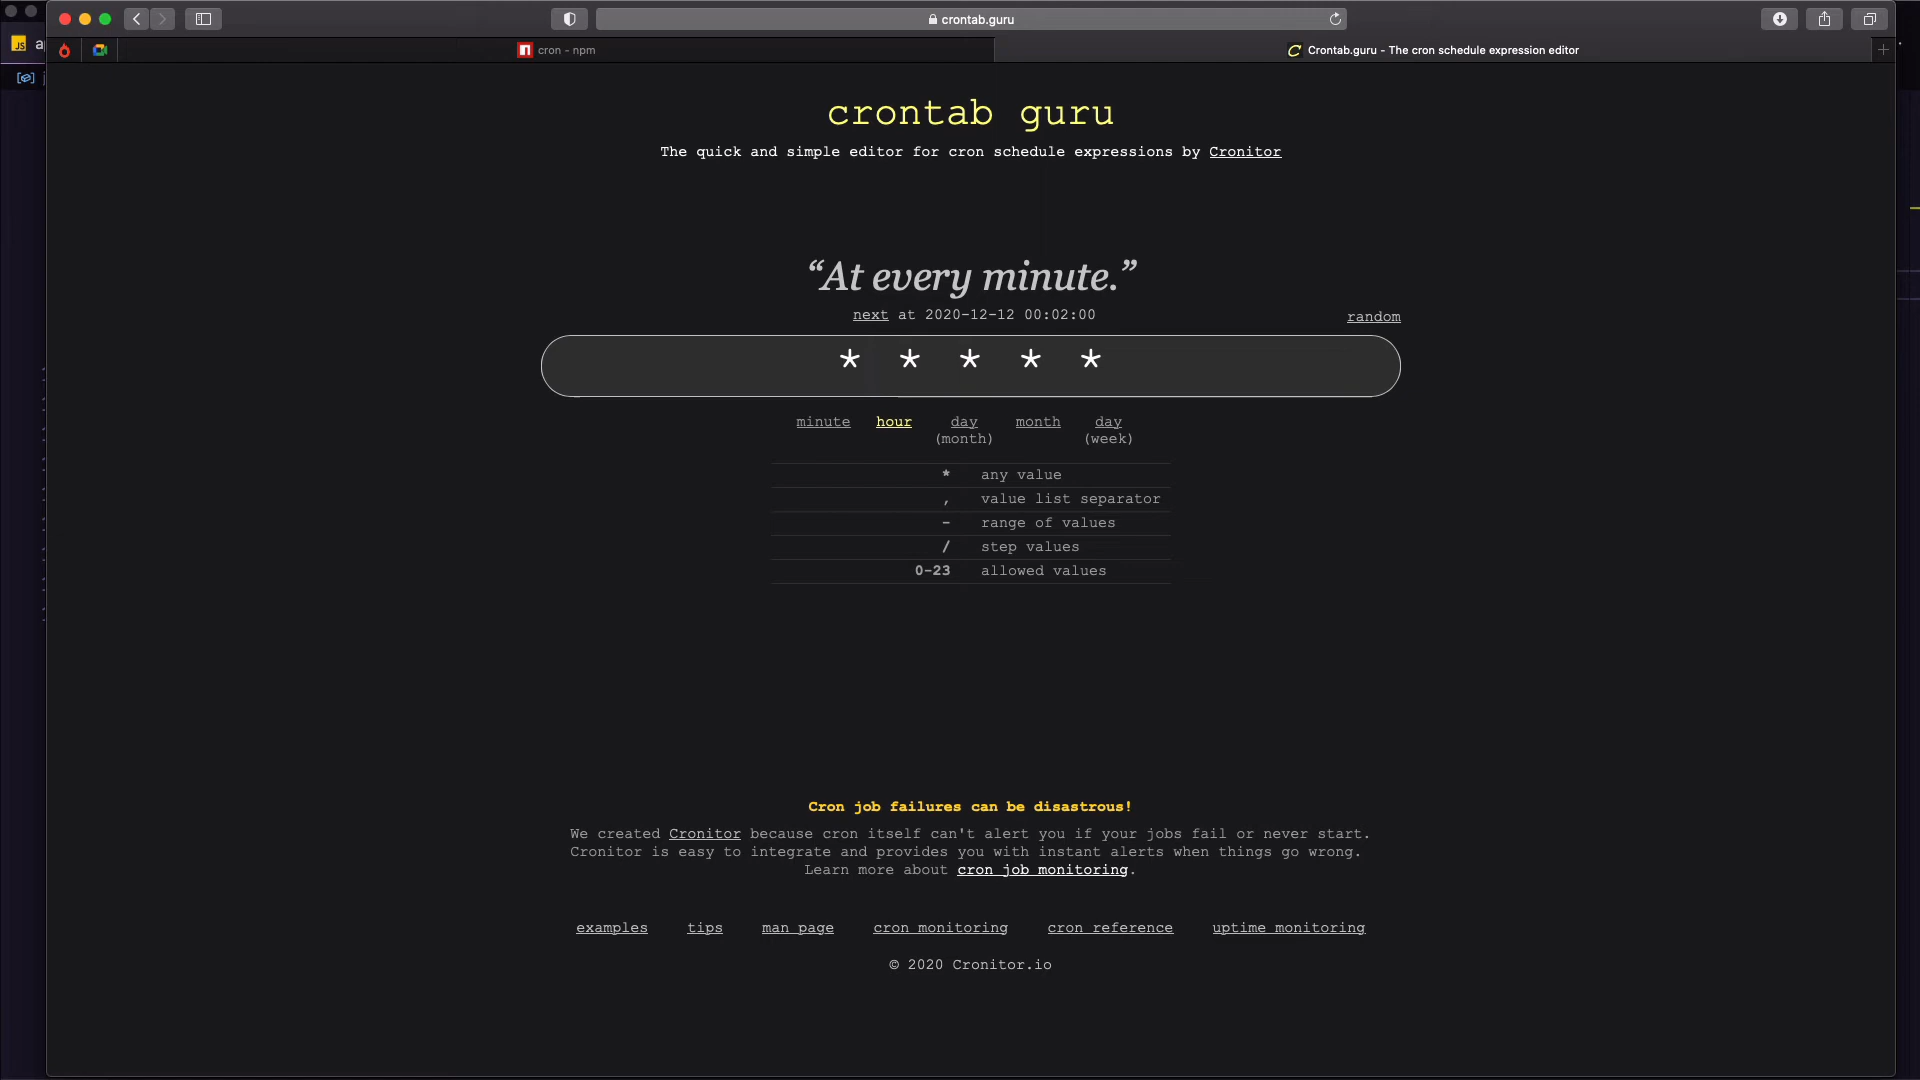 crontab.guru
JS
cron - npm
Crontab.guru - The cron schedule expression editor
crontab guru
The quick and simple editor for cron schedule expressions by Cronitor
“At every minute.”
next at 2020-12-12 00:02:00
random
* * * * *
minute hour day month day
(month) (week)
* any value
, value list separator
- range of values
/ step values
0-23 allowed values
Cron job failures can be disastrous!
We created Cronitor because cron itself can't alert you if your jobs fail or never start.
Cronitor is easy to integrate and provides you with instant alerts when things go wrong.
Learn more about cron job monitoring.
examples tips man page cron monitoring cron reference uptime monitoring
© 2020 Cronitor.io